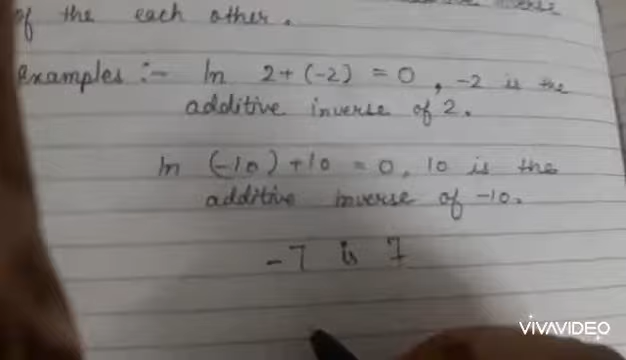 inverse
of the each other.
Examples :- In 2+(-2) = 0, -2 is the
additive inverse of 2.
In (-10) +10 = 0, 10 is the
additive inverse of -10.
-7 is 7
VIVAVIDEO